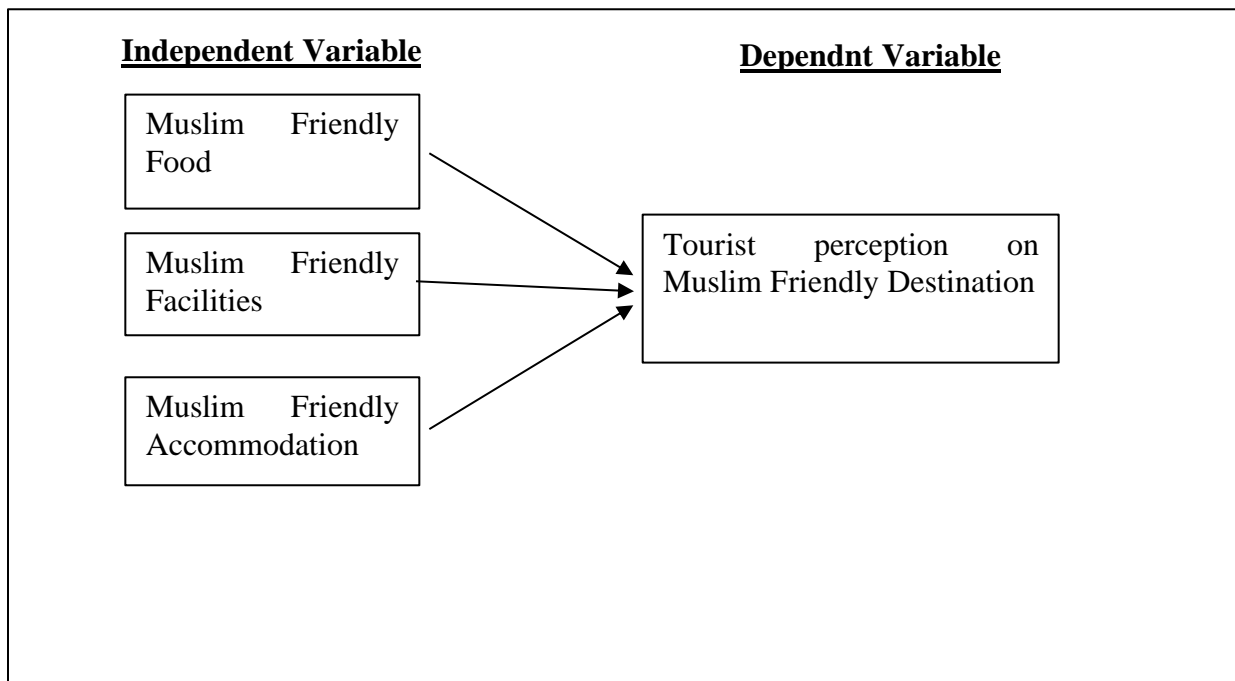 Independent Variable
Dependnt Variable
Muslim Friendly
Food
Muslim Friendly
Facilities
Muslim Friendly
Accommodation
Tourist perception on
Muslim Friendly Destination